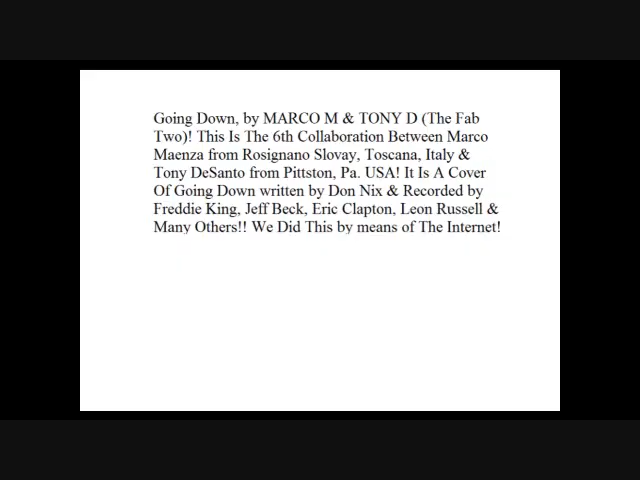 Going Down, by MARCO M & TONY D (The Fab
Two)! This Is The 6th Collaboration Between Marco
Maenza from Rosignano Slovay, Toscana, Italy &
Tony DeSanto from Pittston, Pa. USA! It Is A Cover
Of Going Down written by Don Nix & Recorded by
Freddie King, Jeff Beck, Eric Clapton, Leon Russell &
Many Others!! We Did This by means of The Internet!